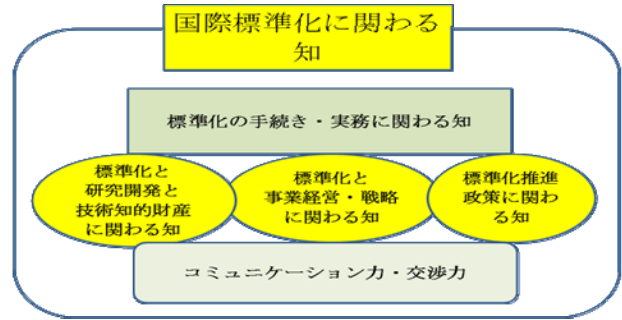 国際標準化に関わる
知
標準化の手続き・実務に関わる知
標準化と
研究開発と
技術知的財産
に関わる知
標準化と
事業経営・戦略
に関わる知
標準化推進
政策に関わ
る知
コミュニケーション力・交渉力